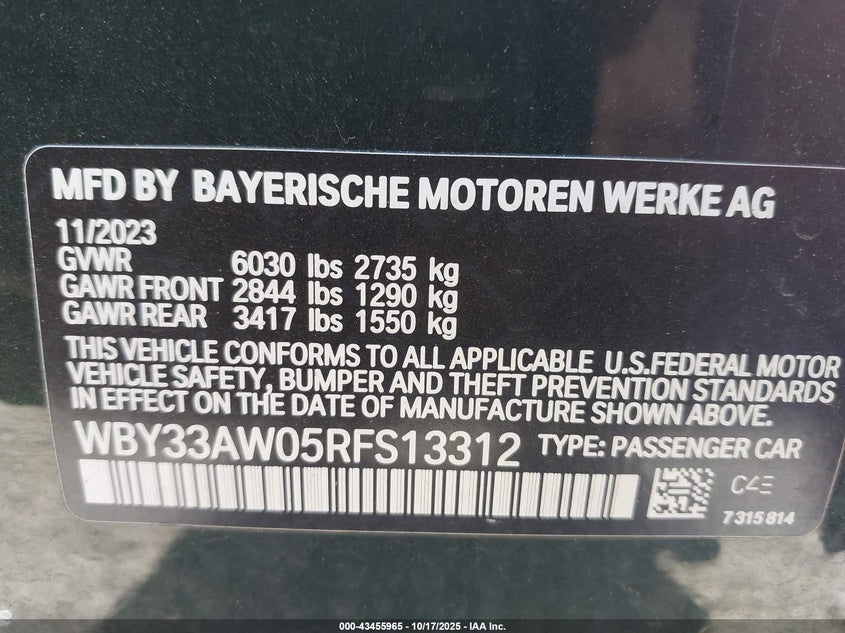 MFD BY BAYERISCHE MOTOREN WERKE AG
11/2023
GVWR 6030 lbs 2735 kg
GAWR FRONT 2844 lbs 1290 kg
GAWR REAR 3417 lbs 1550 kg
THIS VEHICLE CONFORMS TO ALL APPLICABLE U.S.FEDERAL MOTOR
VEHICLE SAFETY, BUMPER AND THEFT PREVENTION STANDARDS
IN EFFECT ON THE DATE OF MANUFACTURE SHOWN ABOVE.
WBY33AW05RFS13312 TYPE: PASSENGER CAR
C4E
7315814
000-43455965 | 10/17/2025 - IAA Inc.